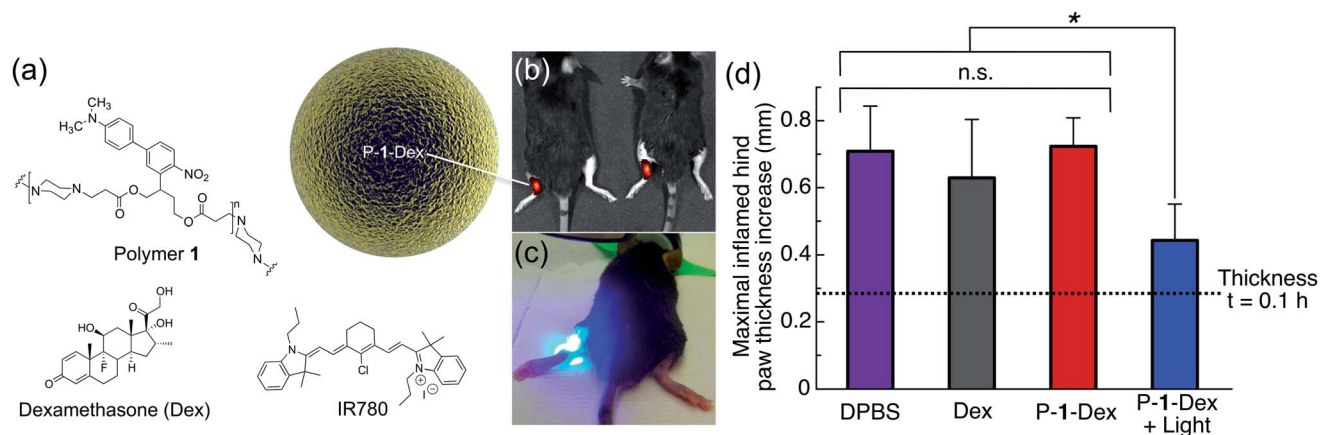 (a)
H₃C
N
CH₃
P-1-Dex
NO₂
N
N
O
O
O
O
n
N
N
Polymer 1
OH
O
HO
OH
F
H
O
Dexamethasone (Dex)
N
Cl
N
+
I
−
IR780
(b)
(c)
(d)
*
n.s.
Maximal inflamed hind
paw thickness increase (mm)
0.8
0.6
0.4
0.2
0
Thickness
t = 0.1 h
DPBS
Dex
P-1-Dex
P-1-Dex
+ Light